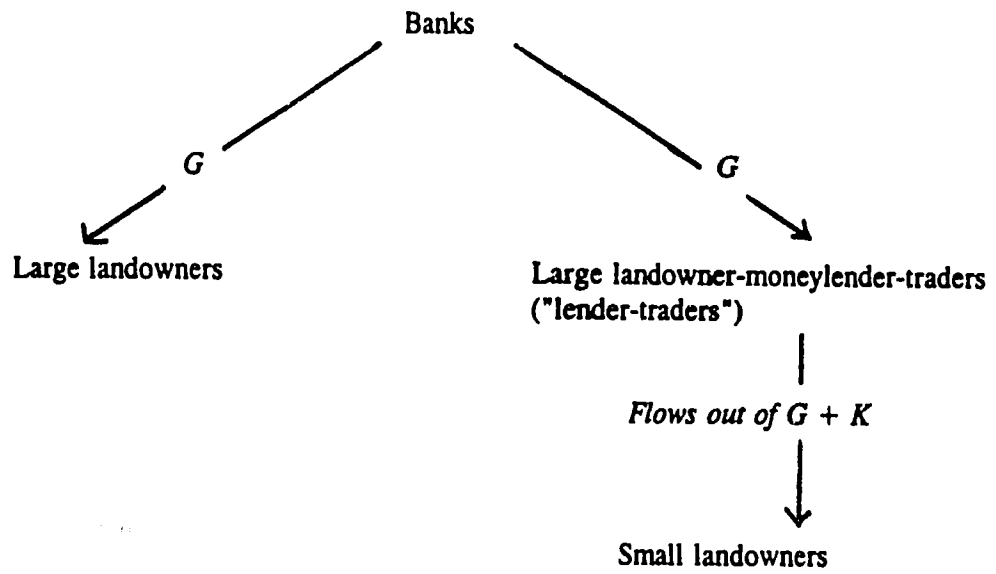 Banks
G
G
Large landowners
Large landowner-moneylender-traders
("lender-traders")
Flows out of G + K
Small landowners